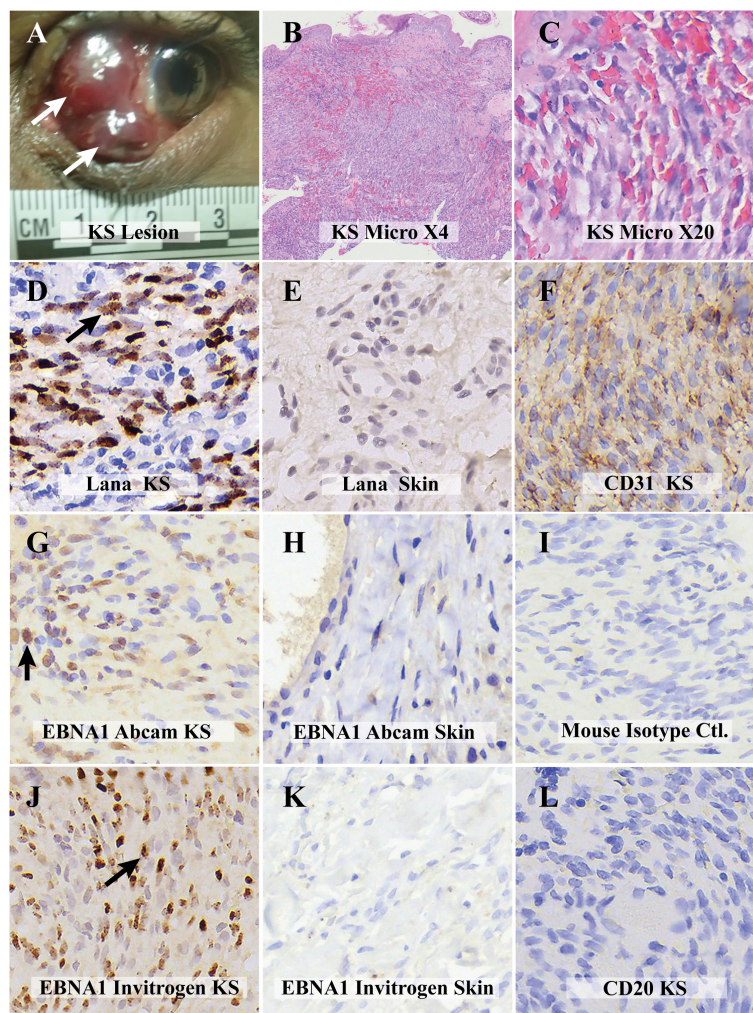 A
B
C
CM 1 2 3
KS Lesion
KS Micro X4
KS Micro X20
D
E
F
Lana KS
Lana Skin
CD31 KS
G
H
I
EBNA1 Abcam KS
EBNA1 Abcam Skin
Mouse Isotype Ctl.
J
K
L
EBNA1 Invitrogen KS
EBNA1 Invitrogen Skin
CD20 KS